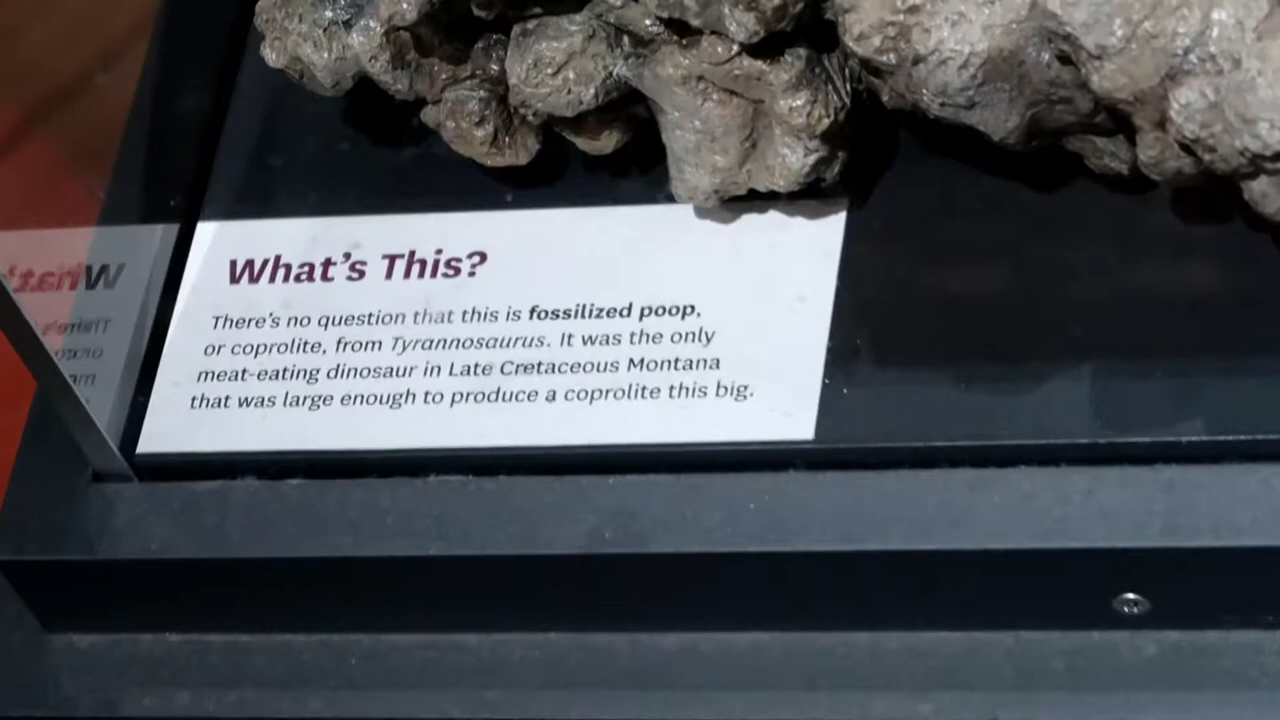 What's This?
There's no question that this is fossilized poop,
or coprolite, from Tyrannosaurus. It was the only
meat-eating dinosaur in Late Cretaceous Montana
that was large enough to produce a coprolite this big.